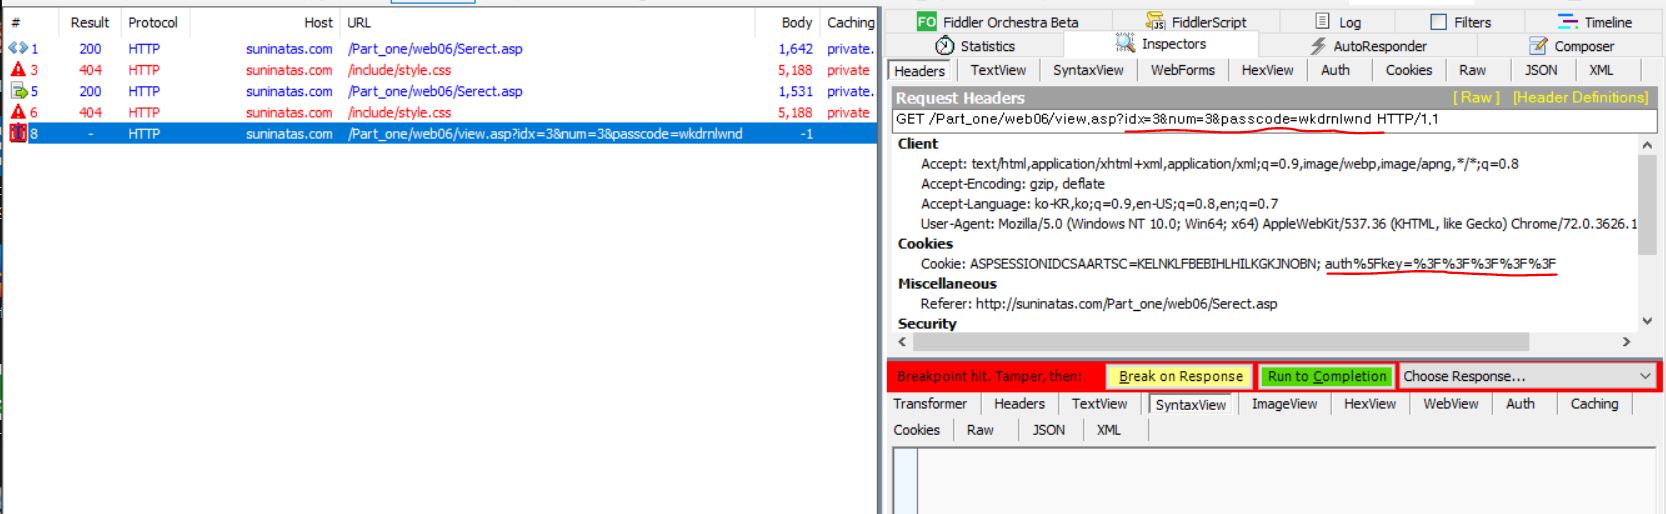 # Result Protocol Host URL Body Caching
1 200 HTTP suninatas.com /Part_one/web06/Serect.asp 1,642 private.
3 404 HTTP suninatas.com /include/style.css 5,188 private
5 200 HTTP suninatas.com /Part_one/web06/Serect.asp 1,531 private.
6 404 HTTP suninatas.com /include/style.css 5,188 private
8 - HTTP suninatas.com /Part_one/web06/view.asp?idx=3&num=3&passcode=wkdrnlwnd -1
FO Fiddler Orchestra Beta JS FiddlerScript Log Filters Timeline
Statistics Inspectors AutoResponder Composer
Headers TextView SyntaxView WebForms HexView Auth Cookies Raw JSON XML
Request Headers [ Raw ] [Header Definitions]
GET /Part_one/web06/view.asp?idx=3&num=3&passcode=wkdrnlwnd HTTP/1.1
Client
Accept: text/html,application/xhtml+xml,application/xml;q=0.9,image/webp,image/apng,*/*;q=0.8
Accept-Encoding: gzip, deflate
Accept-Language: ko-KR,ko;q=0.9,en-US;q=0.8,en;q=0.7
User-Agent: Mozilla/5.0 (Windows NT 10.0; Win64; x64) AppleWebKit/537.36 (KHTML, like Gecko) Chrome/72.0.3626.1
Cookies
Cookie: ASPSESSIONIDCSAARTSC=KELNKLFBEBIHLHILKGKJNOBN; auth%5Fkey=%3F%3F%3F%3F%3F
Miscellaneous
Referer: http://suninatas.com/Part_one/web06/Serect.asp
Security
Breakpoint hit. Tamper, then: Break on Response Run to Completion Choose Response...
Transformer Headers TextView SyntaxView ImageView HexView WebView Auth Caching
Cookies Raw JSON XML